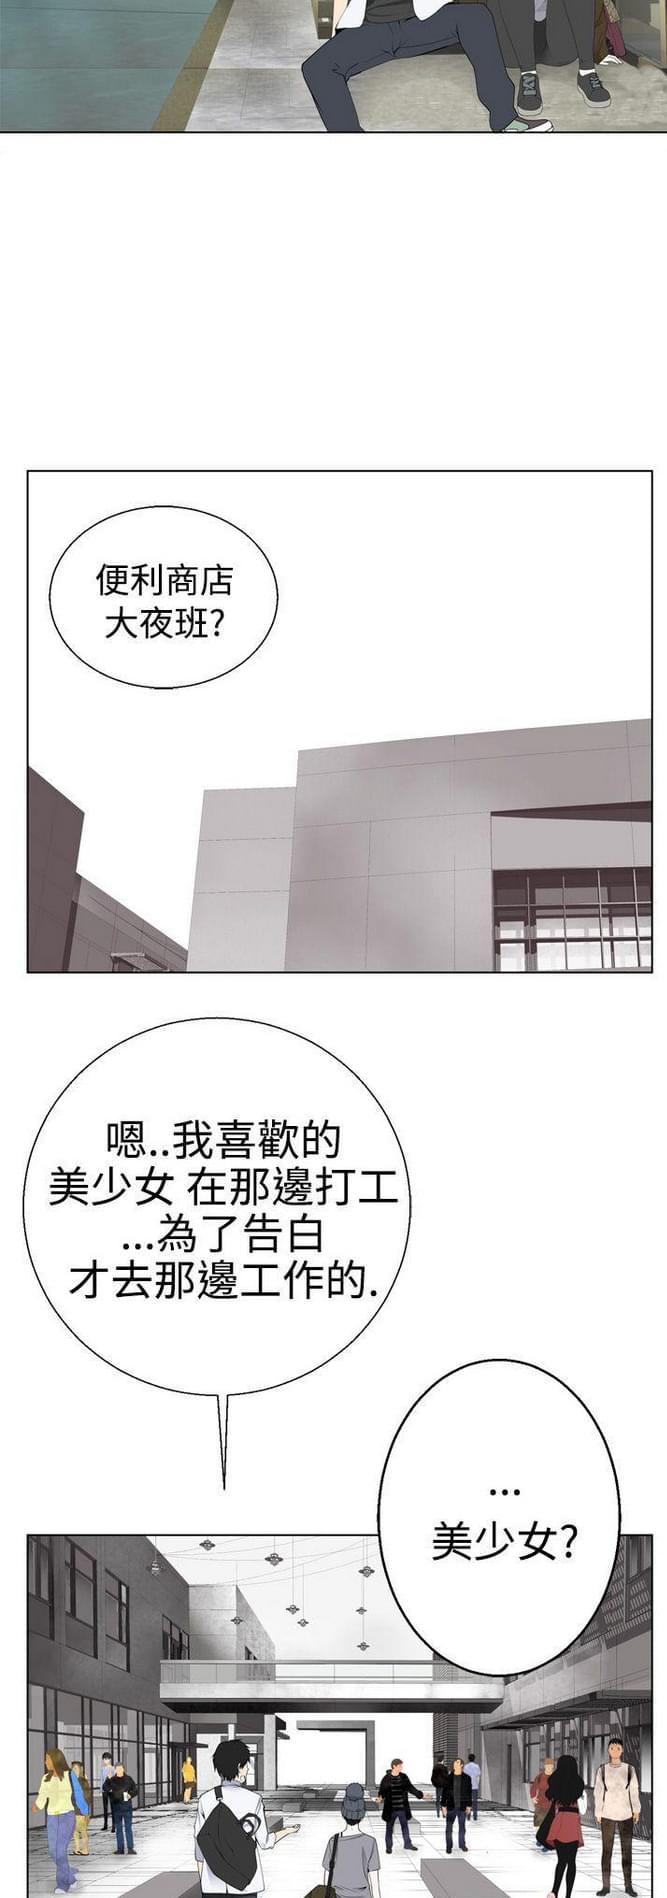 便利商店
大夜班?
嗯..我喜歡的
美少女 在那邊打工
...為了告白
才去那邊工作的.
...
美少女?